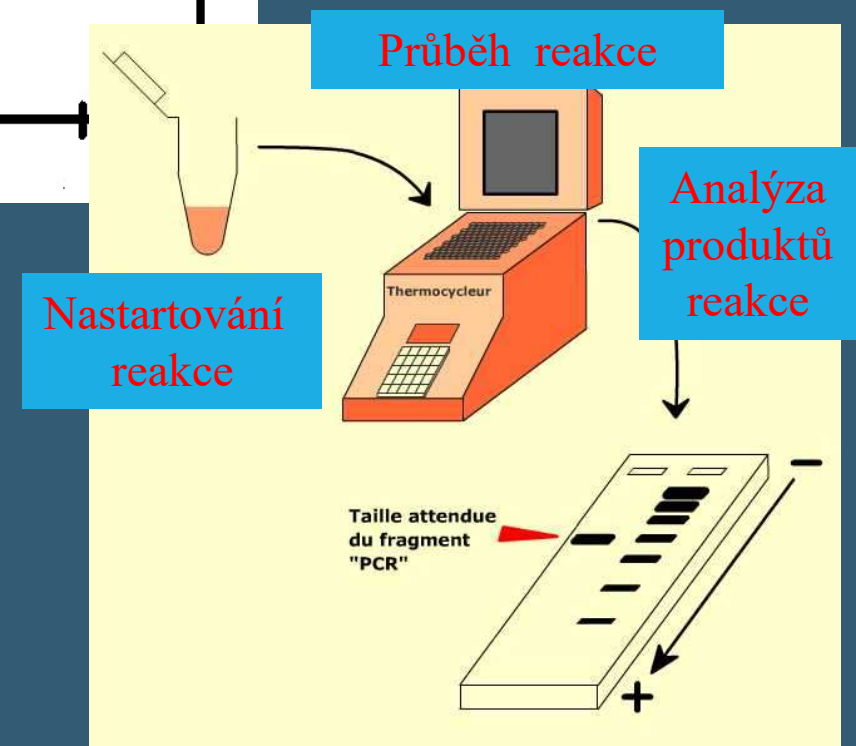 Průběh reakce
Analýza
produktů
reakce
Nastartování
reakce
Thermocycleur
Taille attendue
du fragment
"PCR"
−
+